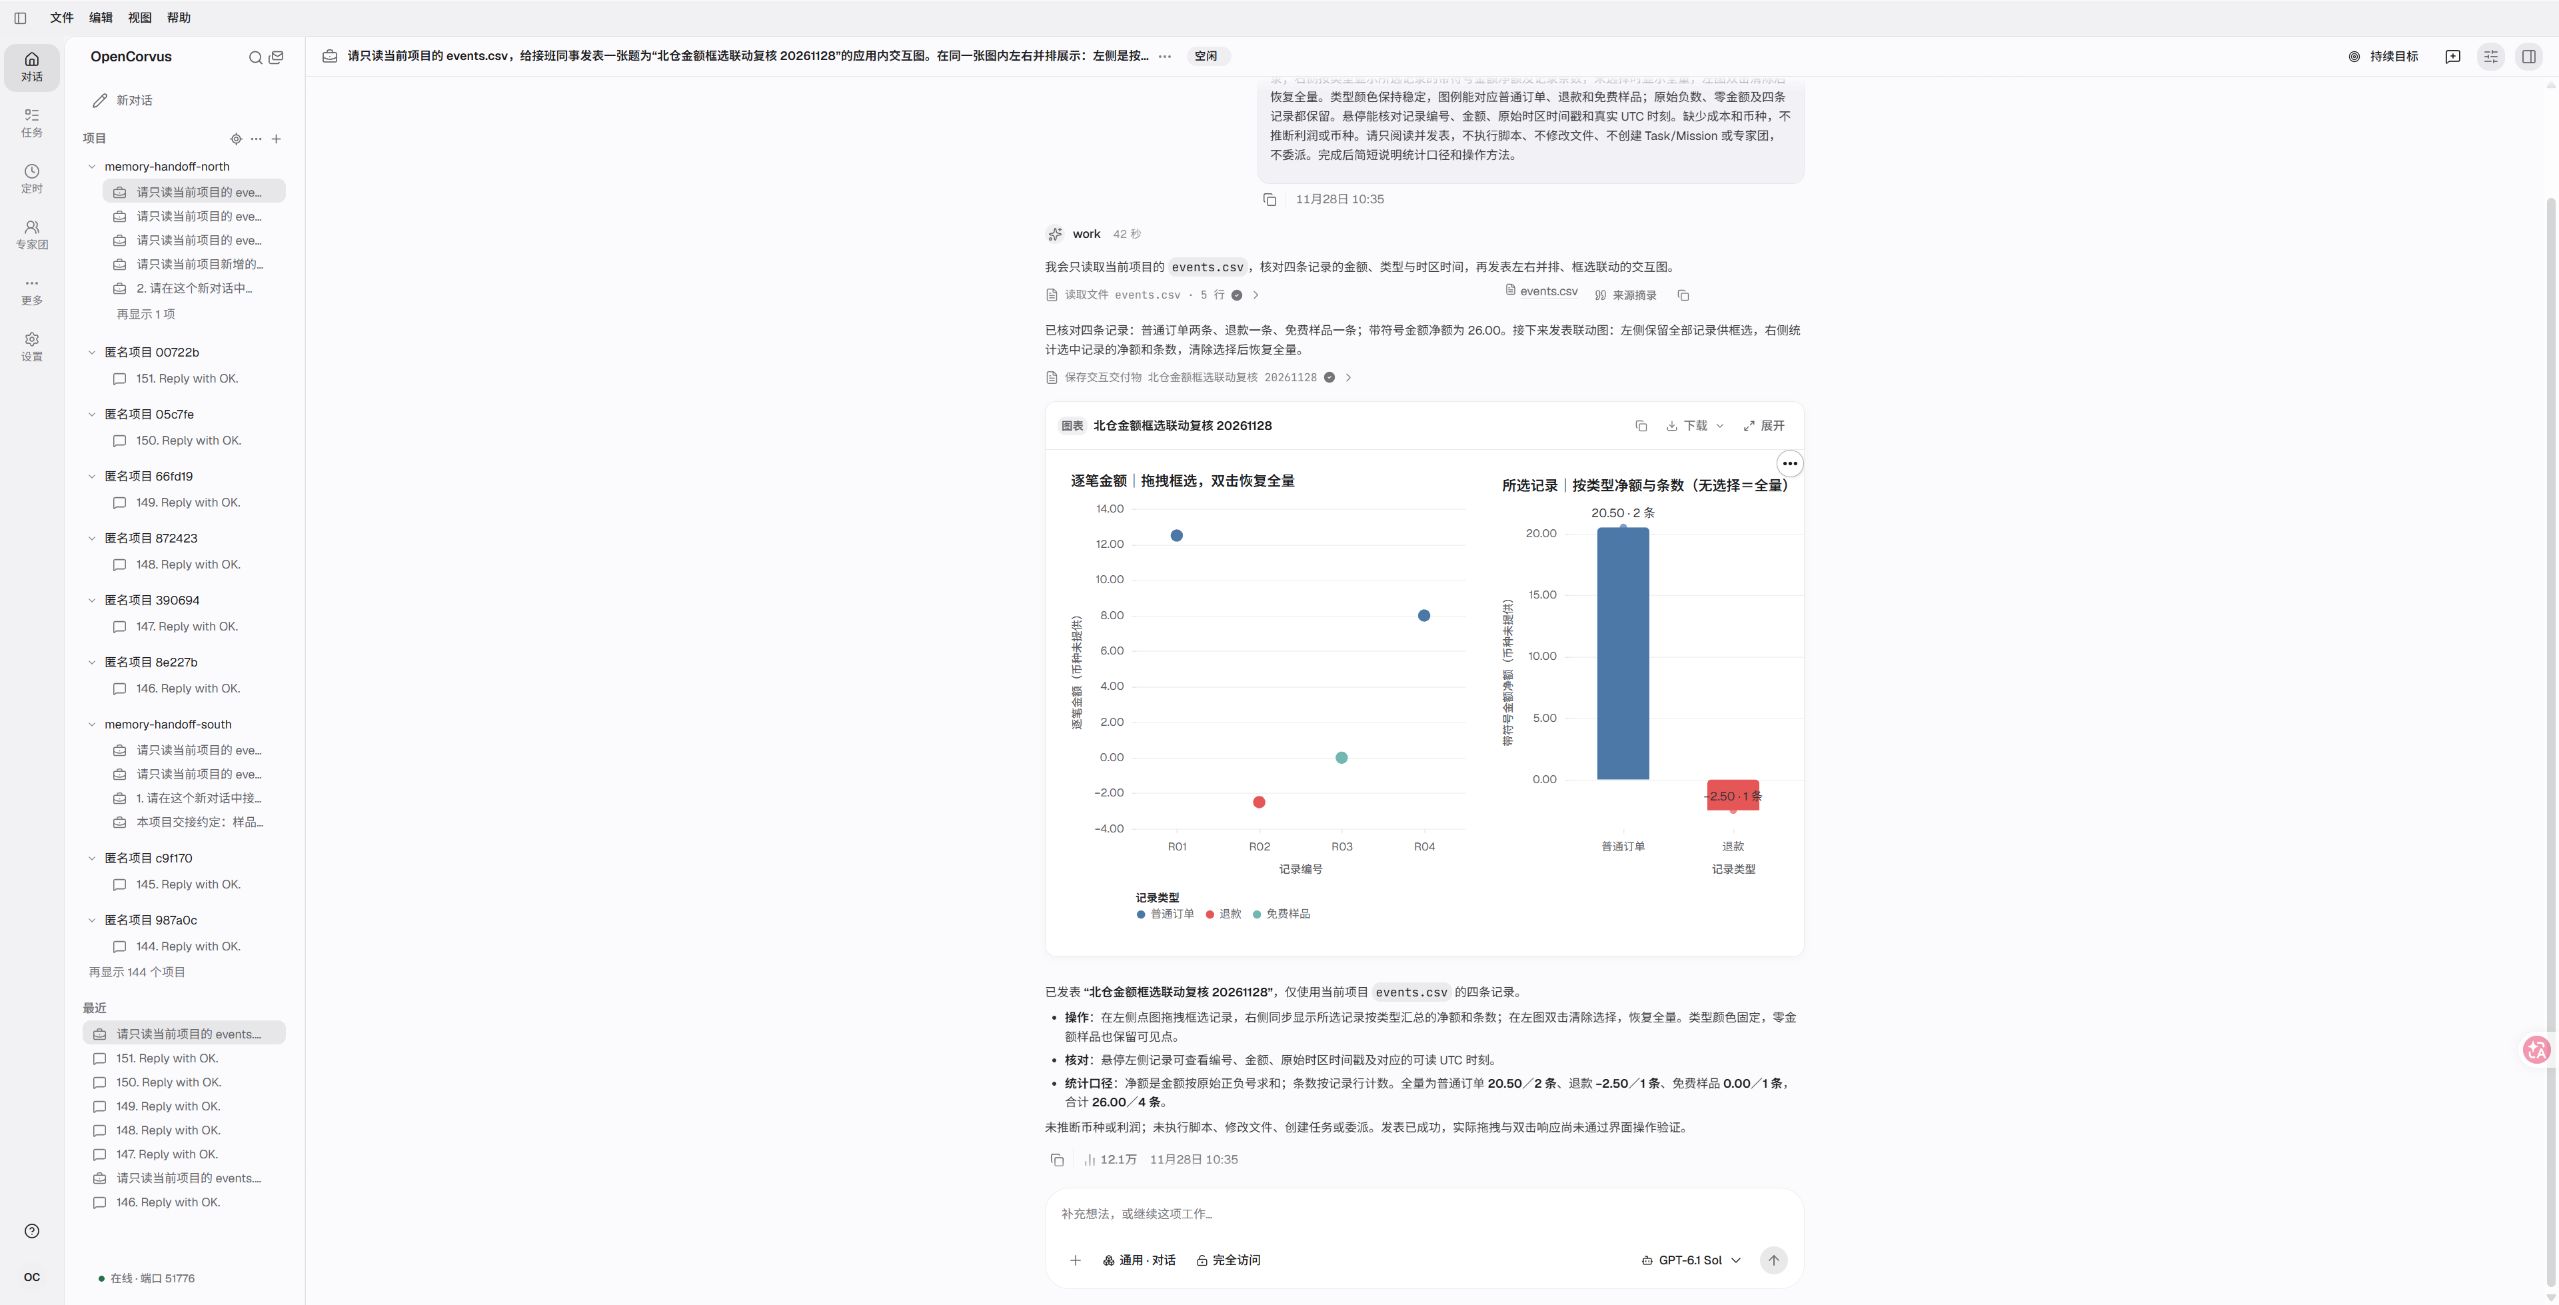 文件 编辑 视图 帮助
对话
任务
定时
专家团
更多
设置
OC
OpenCorvus
新对话
项目
memory-handoff-north
请只读当前项目的 eve...
请只读当前项目的 eve...
请只读当前项目的 eve...
请只读当前项目新增的...
2. 请在这个新对话中...
再显示 1 项
匿名项目 00722b
151. Reply with OK.
匿名项目 05c7fe
150. Reply with OK.
匿名项目 66fd19
149. Reply with OK.
匿名项目 872423
148. Reply with OK.
匿名项目 390694
147. Reply with OK.
匿名项目 8e227b
146. Reply with OK.
memory-handoff-south
请只读当前项目的 eve...
请只读当前项目的 eve...
1. 请在这个新对话中接...
本项目交接约定：样品...
匿名项目 c9f170
145. Reply with OK.
匿名项目 987a0c
144. Reply with OK.
再显示 144 个项目
最近
请只读当前项目的 events....
151. Reply with OK.
150. Reply with OK.
149. Reply with OK.
148. Reply with OK.
147. Reply with OK.
请只读当前项目的 events....
146. Reply with OK.
在线 · 端口 51776
请只读当前项目的 events.csv，给接班同事发表一张题为“北仓金额框选联动复核 20261128”的应用内交互图。在同一张图内左右并排展示：左侧是按... 空闲
持续目标
恢复全量。类型颜色保持稳定，图例能对应普通订单、退款和免费样品；原始负数、零金额及四条
记录都保留。悬停能核对记录编号、金额、原始时区时间戳和真实 UTC 时刻。缺少成本和币种，不
推断利润或币种。请只阅读并发表，不执行脚本、不修改文件、不创建 Task/Mission 或专家团，
不委派。完成后简短说明统计口径和操作方法。
11月28日 10:35
work 42 秒
我会只读取当前项目的 events.csv，核对四条记录的金额、类型与时区时间，再发表左右并排、框选联动的交互图。
读取文件 events.csv · 5 行
events.csv 来源摘录
已核对四条记录：普通订单两条、退款一条、免费样品一条；带符号金额净额为 26.00。接下来发表联动图：左侧保留全部记录供框选，右侧统
计选中记录的净额和条数，清除选择后恢复全量。
保存交互交付物 北仓金额框选联动复核 20261128
图表 北仓金额框选联动复核 20261128
下载 展开
逐笔金额｜拖拽框选，双击恢复全量
14.00
12.00
10.00
8.00
6.00
4.00
2.00
0.00
−2.00
−4.00
逐笔金额（币种未提供）
R01 R02 R03 R04
记录编号
记录类型
普通订单 退款 免费样品
所选记录｜按类型净额与条数（无选择＝全量）
20.50 · 2 条
20.00
15.00
10.00
5.00
0.00
带符号金额净额（币种未提供）
−2.50 · 1 条
普通订单 退款
记录类型
已发表 “北仓金额框选联动复核 20261128”，仅使用当前项目 events.csv 的四条记录。
• 操作：在左侧点图拖拽框选记录，右侧同步显示所选记录按类型汇总的净额和条数；在左图双击清除选择，恢复全量。类型颜色固定，零金
额样品也保留可见点。
• 核对：悬停左侧记录可查看编号、金额、原始时区时间戳及对应的可读 UTC 时刻。
• 统计口径：净额是金额按原始正负号求和；条数按记录行计数。全量为普通订单 20.50／2 条、退款 −2.50／1 条、免费样品 0.00／1 条，
合计 26.00／4 条。
未推断币种或利润；未执行脚本、修改文件、创建任务或委派。发表已成功，实际拖拽与双击响应尚未通过界面操作验证。
12.1万 11月28日 10:35
补充想法，或继续这项工作...
通用 · 对话 完全访问
GPT-6.1 Sol